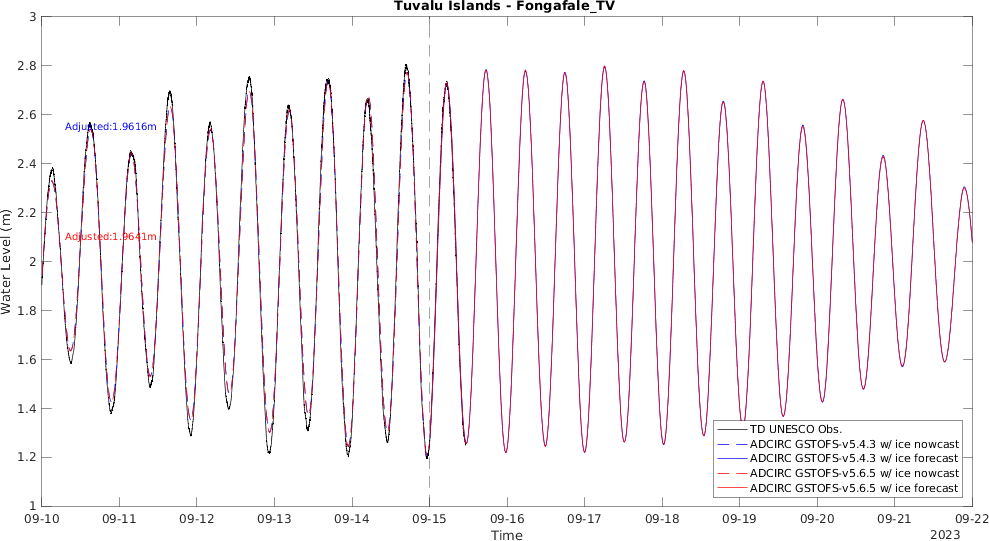 Tuvalu Islands - Fongafale_TV
3
2.8
2.6
2.4
2.2
2
1.8
1.6
1.4
1.2
1
Water Level (m)
Adjusted:1.9616m
Adjusted:1.9641m
TD UNESCO Obs.
ADCIRC GSTOFS-v5.4.3 w/ ice nowcast
ADCIRC GSTOFS-v5.4.3 w/ ice forecast
ADCIRC GSTOFS-v5.6.5 w/ ice nowcast
ADCIRC GSTOFS-v5.6.5 w/ ice forecast
09-10 09-11 09-12 09-13 09-14 09-15 09-16 09-17 09-18 09-19 09-20 09-21 09-22
Time
2023